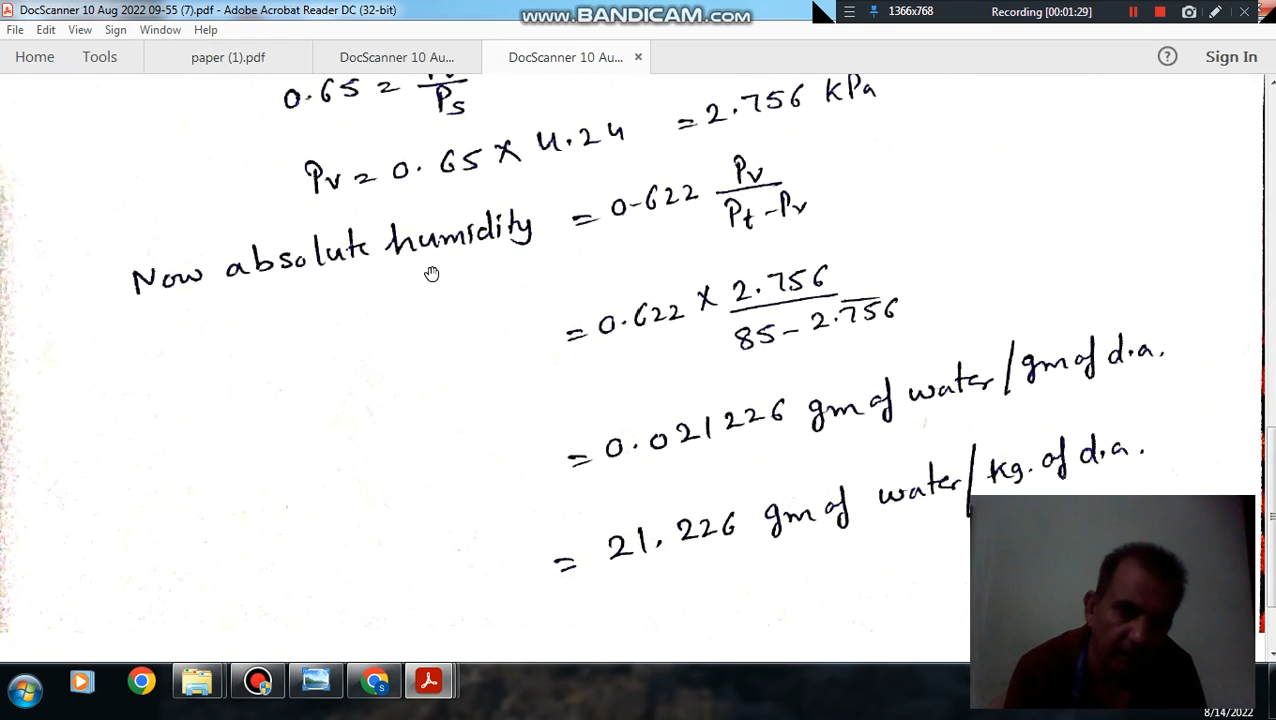 DocScanner 10 Aug 2022 09-55 (7).pdf - Adobe Acrobat Reader DC (32-bit)
www.BANDICAM.com
1366x768
Recording [00:01:29]
File Edit View Sign Window Help
Home Tools paper (1).pdf DocScanner 10 Au... DocScanner 10 Au... × Sign In
0.65 = Pv/Ps
Pv = 0.65 × 4.24 = 2.756 kPa
Now absolute humidity = 0.622 Pv/(Pt - Pv)
= 0.622 × 2.756/(85 - 2.756)
= 0.021226 gm of water/gm of d.a.
= 21.226 gm of water/kg. of d.a.
8/14/2022